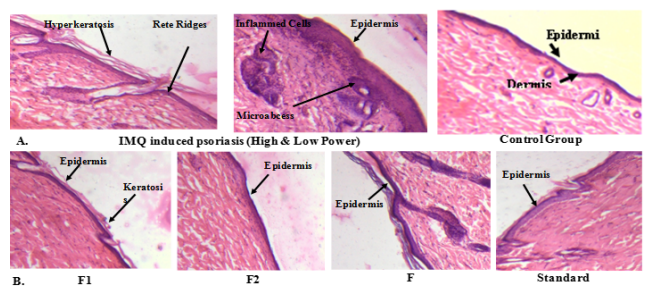 Hyperkeratosis
Rete Ridges
Inflammed Cells
Epidermis
Microabcess
Epidermi
Dermis
A.
IMQ induced psoriasis (High & Low Power)
Control Group
Epidermis
Keratosi
s
Epidermis
Epidermis
Epidermis
B.
F1
F2
F
Standard